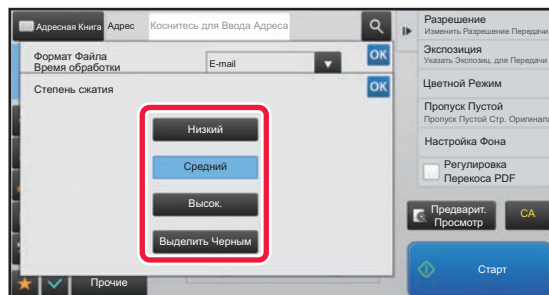 Адресная Книга
Адрес
Коснитесь для Ввода Адреса
Формат Файла
Время обработки
E-mail
OK
Степень сжатия
OK
Низкий
Средний
Высок.
Выделить Черным
Прочие
Разрешение
Изменить Разрешение Передачи
Экспозиция
Указать Экспозиц. для Передачи
Цветной Режим
Пропуск Пустой
Пропуск Пустой Стр. Оригинала
Настройка Фона
Регулировка
Перекоса PDF
Предварит.
Просмотр
CA
Старт